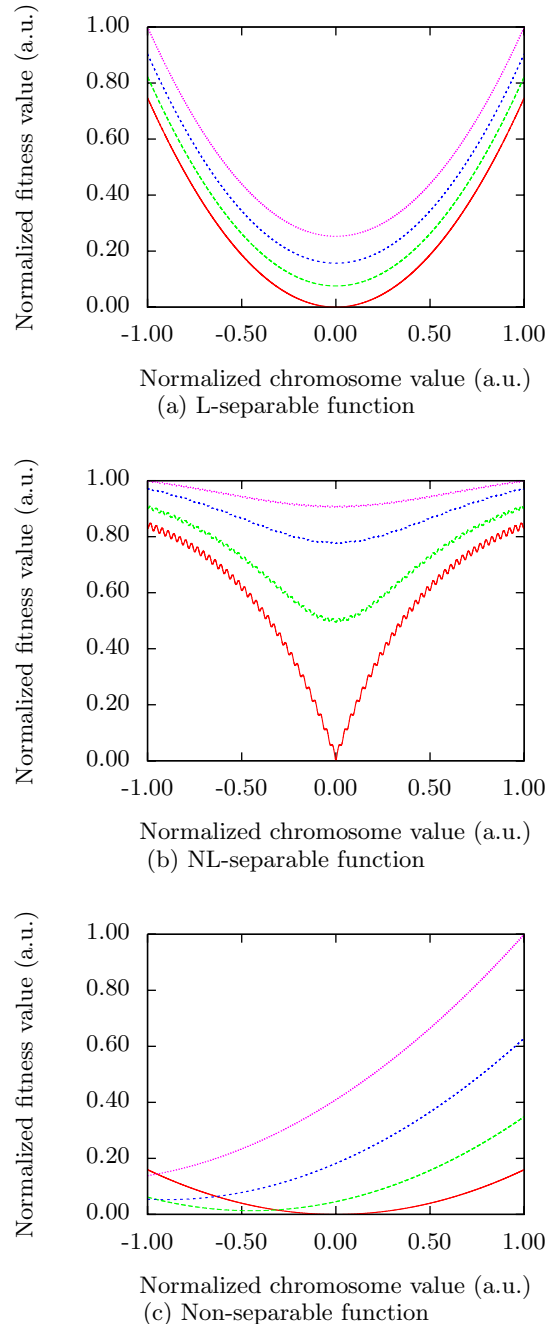 Normalized fitness value (a.u.)
1.00
0.80
0.60
0.40
0.20
0.00
-1.00 -0.50 0.00 0.50 1.00
Normalized chromosome value (a.u.)
(a) L-separable function
Normalized fitness value (a.u.)
1.00
0.80
0.60
0.40
0.20
0.00
-1.00 -0.50 0.00 0.50 1.00
Normalized chromosome value (a.u.)
(b) NL-separable function
Normalized fitness value (a.u.)
1.00
0.80
0.60
0.40
0.20
0.00
-1.00 -0.50 0.00 0.50 1.00
Normalized chromosome value (a.u.)
(c) Non-separable function